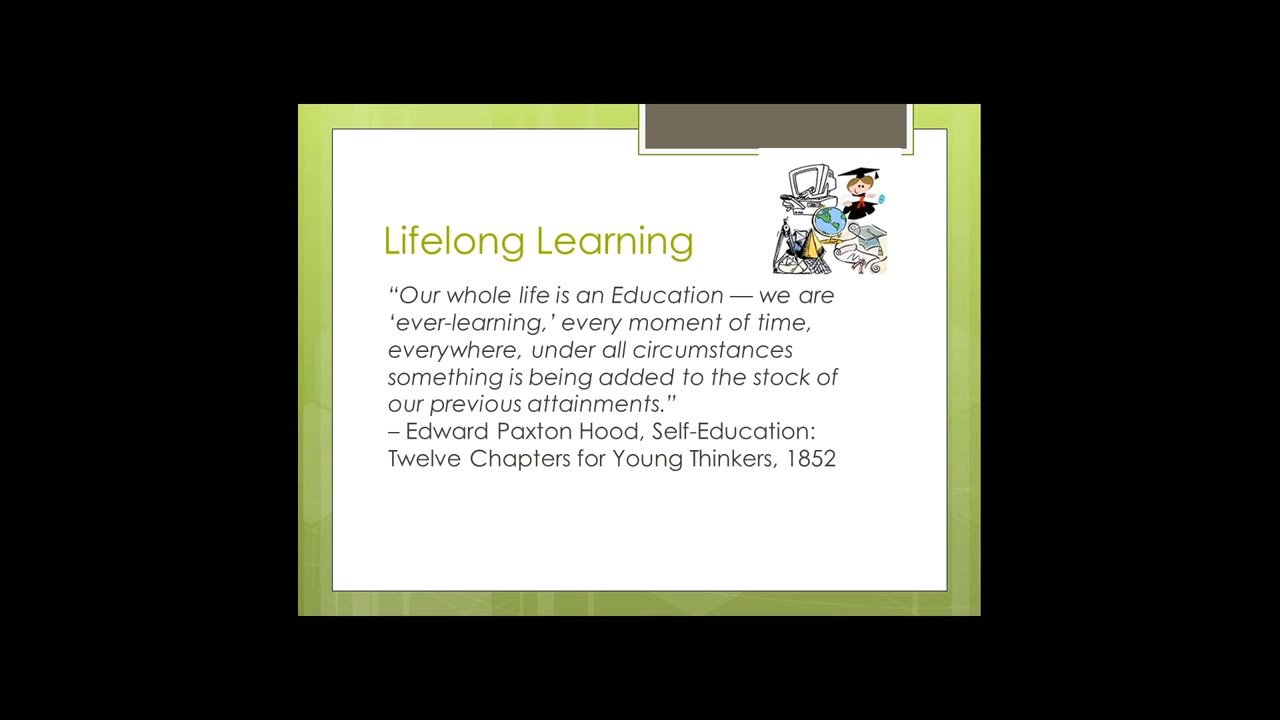 Lifelong Learning
“Our whole life is an Education — we are
‘ever-learning,’ every moment of time,
everywhere, under all circumstances
something is being added to the stock of
our previous attainments.”
– Edward Paxton Hood, Self-Education:
Twelve Chapters for Young Thinkers, 1852